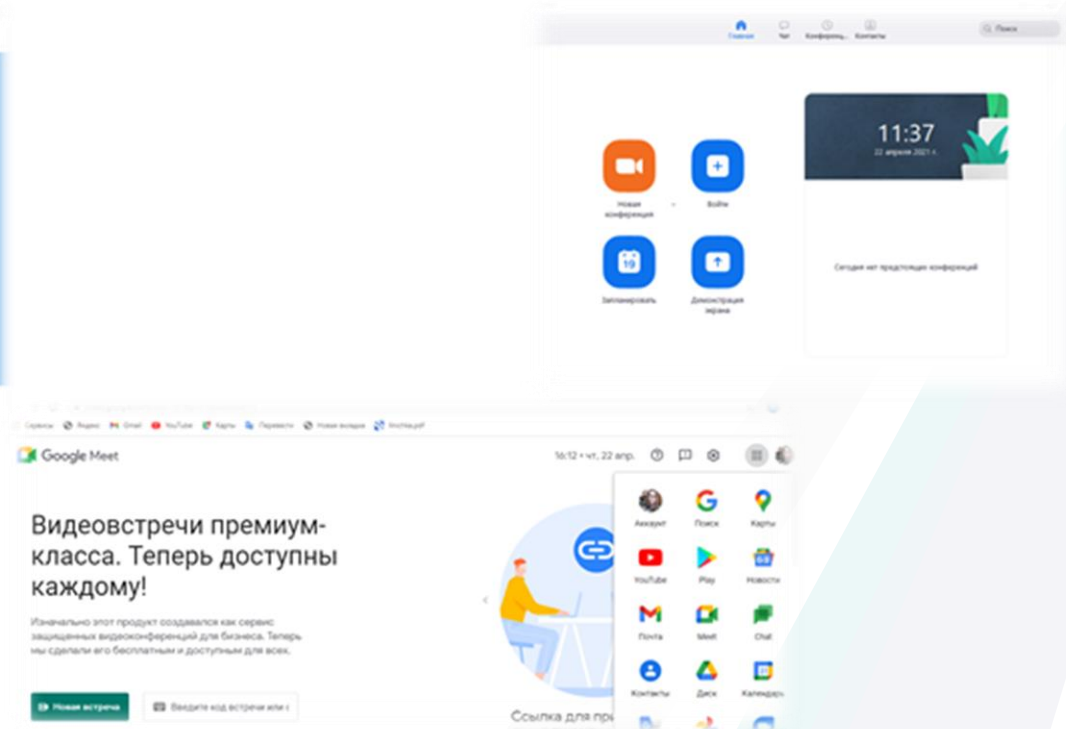 Главная Чат Конференц... Контакты Поиск
11:37
22 апреля 2021 г.
Новая
конференция
Войти
19
Запланировать
Демонстрация
экрана
Сегодня нет предстоящих конференций
Сервисы Яндекс Gmail YouTube Карты Перевести Новая вкладка
Google Meet
16:12 • чт, 22 апр.
Видеовстречи премиум-
класса. Теперь доступны
каждому!
Изначально этот продукт создавался как сервис
защищенных видеоконференций для бизнеса. Теперь
мы сделали его бесплатным и доступным для всех.
Новая встреча
Введите код встречи или с
Ссылка для при
Аккаунт Поиск Карты
YouTube Play Новости
Почта Meet Chat
Контакты Диск Календарь